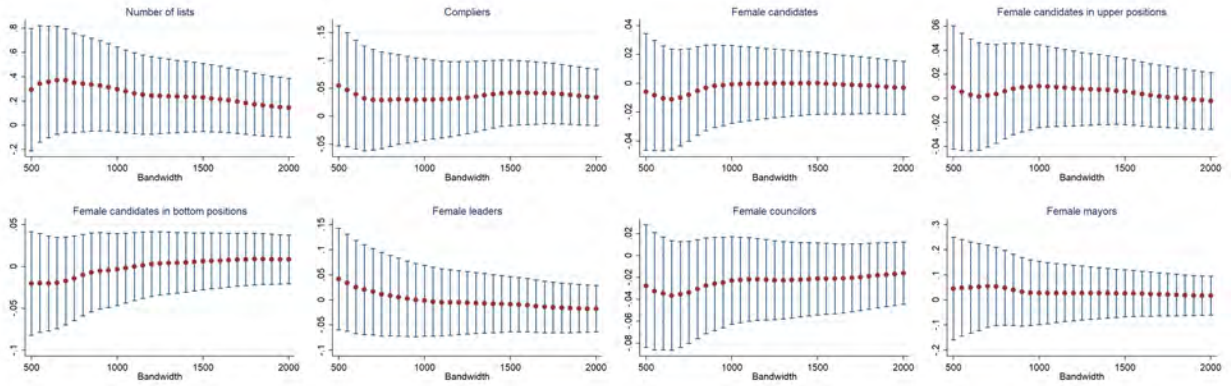 Number of lists
.8
.6
.4
.2
0
-.2
500 1000 1500 2000
Bandwidth
Compliers
.15
.1
.05
0
-.05
500 1000 1500 2000
Bandwidth
Female candidates
.04
.02
0
-.02
-.04
500 1000 1500 2000
Bandwidth
Female candidates in upper positions
.06
.04
.02
0
-.02
-.04
500 1000 1500 2000
Bandwidth
Female candidates in bottom positions
.05
0
-.05
-.1
500 1000 1500 2000
Bandwidth
Female leaders
.15
.1
.05
0
-.05
-.1
500 1000 1500 2000
Bandwidth
Female councilors
.02
0
-.02
-.04
-.06
-.08
500 1000 1500 2000
Bandwidth
Female mayors
.3
.2
.1
0
-.1
-.2
500 1000 1500 2000
Bandwidth